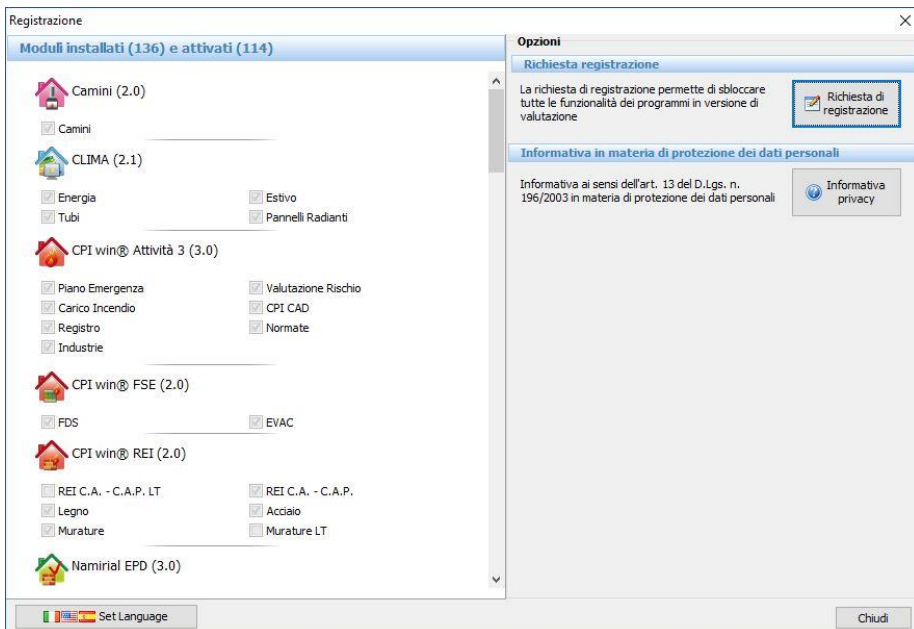 Registrazione
Moduli installati (136) e attivati (114)
Camini (2.0)
Camini
CLIMA (2.1)
Energia Estivo
Tubi Pannelli Radianti
CPI win® Attività 3 (3.0)
Piano Emergenza Valutazione Rischio
Carico Incendio CPI CAD
Registro Normate
Industrie
CPI win® FSE (2.0)
FDS EVAC
CPI win® REI (2.0)
REI C.A. - C.A.P. LT REI C.A. - C.A.P.
Legno Acciaio
Murature Murature LT
Namirial EPD (3.0)
Set Language
Opzioni
Richiesta registrazione
La richiesta di registrazione permette di sbloccare
tutte le funzionalità dei programmi in versione di
valutazione
Richiesta di
registrazione
Informativa in materia di protezione dei dati personali
Informativa ai sensi dell'art. 13 del D.Lgs. n.
196/2003 in materia di protezione dei dati personali
Informativa
privacy
Chiudi